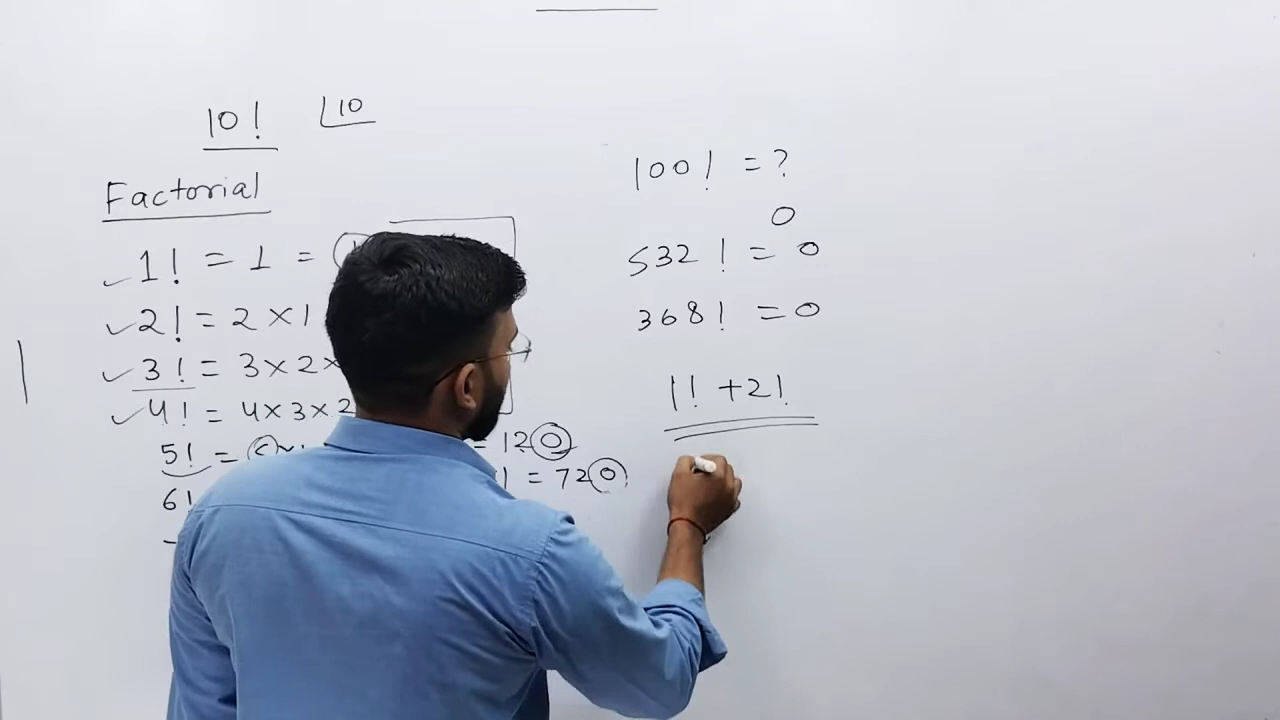 10! |10
Factorial
1! = 1 =
2! = 2 × 1
3! = 3 × 2 ×
4! = 4 × 3 × 2
5! = = 120
6! = 720
100! = ?
0
532! = 0
368! = 0
1! + 2!